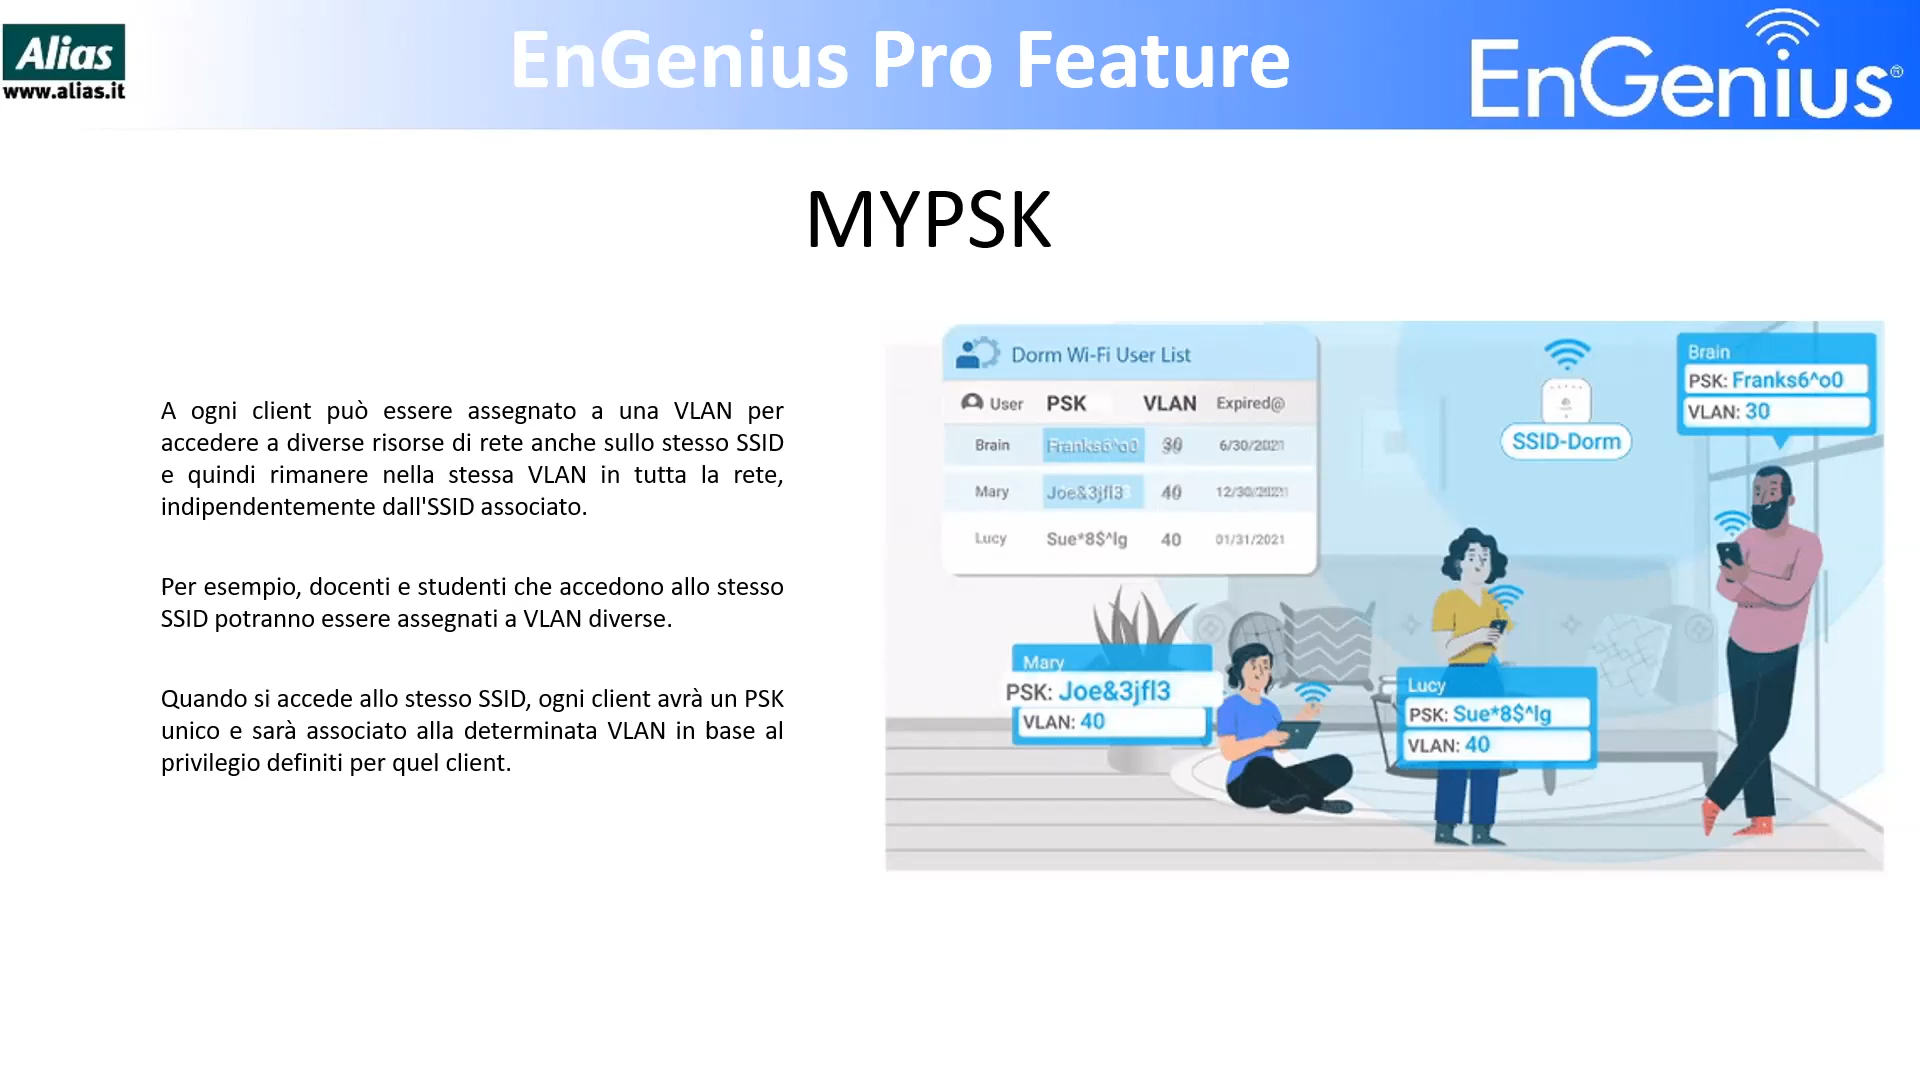 Alias
www.alias.it
EnGenius Pro Feature
EnGenius®
MYPSK
A ogni client può essere assegnato a una VLAN per
accedere a diverse risorse di rete anche sullo stesso SSID
e quindi rimanere nella stessa VLAN in tutta la rete,
indipendentemente dall'SSID associato.
Per esempio, docenti e studenti che accedono allo stesso
SSID potranno essere assegnati a VLAN diverse.
Quando si accede allo stesso SSID, ogni client avrà un PSK
unico e sarà associato alla determinata VLAN in base al
privilegio definiti per quel client.
Dorm Wi-Fi User List
User PSK VLAN Expired@
Brain Franks6^o0 30 6/30/2021
Mary Joe&3jfl3 40 12/30/2021
Lucy Sue*8$^lg 40 01/31/2021
SSID-Dorm
Brain
PSK: Franks6^o0
VLAN: 30
Mary
PSK: Joe&3jfl3
VLAN: 40
Lucy
PSK: Sue*8$^lg
VLAN: 40